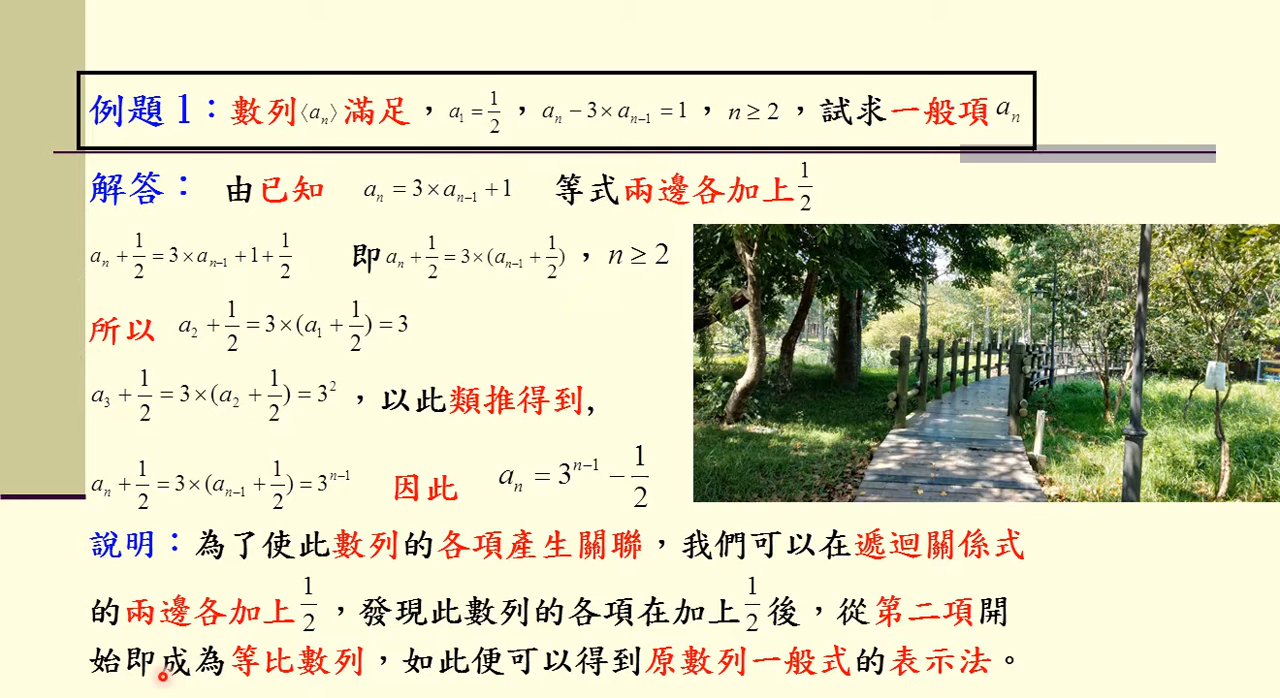 例題1：數列⟨aₙ⟩滿足，a₁ = 1/2，aₙ − 3×aₙ₋₁ = 1，n ≥ 2，試求一般項 aₙ
解答： 由已知 aₙ = 3×aₙ₋₁ + 1 等式兩邊各加上 1/2
aₙ + 1/2 = 3×aₙ₋₁ + 1 + 1/2 即 aₙ + 1/2 = 3×(aₙ₋₁ + 1/2)，n ≥ 2
所以 a₂ + 1/2 = 3×(a₁ + 1/2) = 3
a₃ + 1/2 = 3×(a₂ + 1/2) = 3²，以此類推得到,
aₙ + 1/2 = 3×(aₙ₋₁ + 1/2) = 3ⁿ⁻¹ 因此 aₙ = 3ⁿ⁻¹ − 1/2
說明：為了使此數列的各項產生關聯，我們可以在遞迴關係式
的兩邊各加上 1/2，發現此數列的各項在加上 1/2 後，從第二項開
始即成為等比數列，如此便可以得到原數列一般式的表示法。